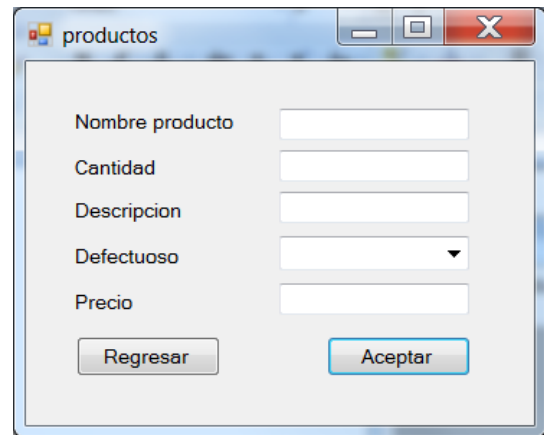 productos
Nombre producto
Cantidad
Descripcion
Defectuoso
Precio
Regresar
Aceptar